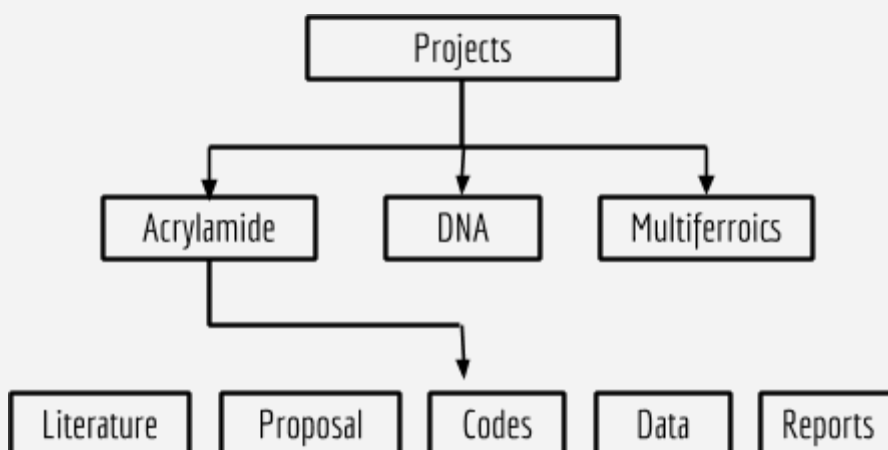 Projects
Acrylamide
DNA
Multiferroics
Literature
Proposal
Codes
Data
Reports